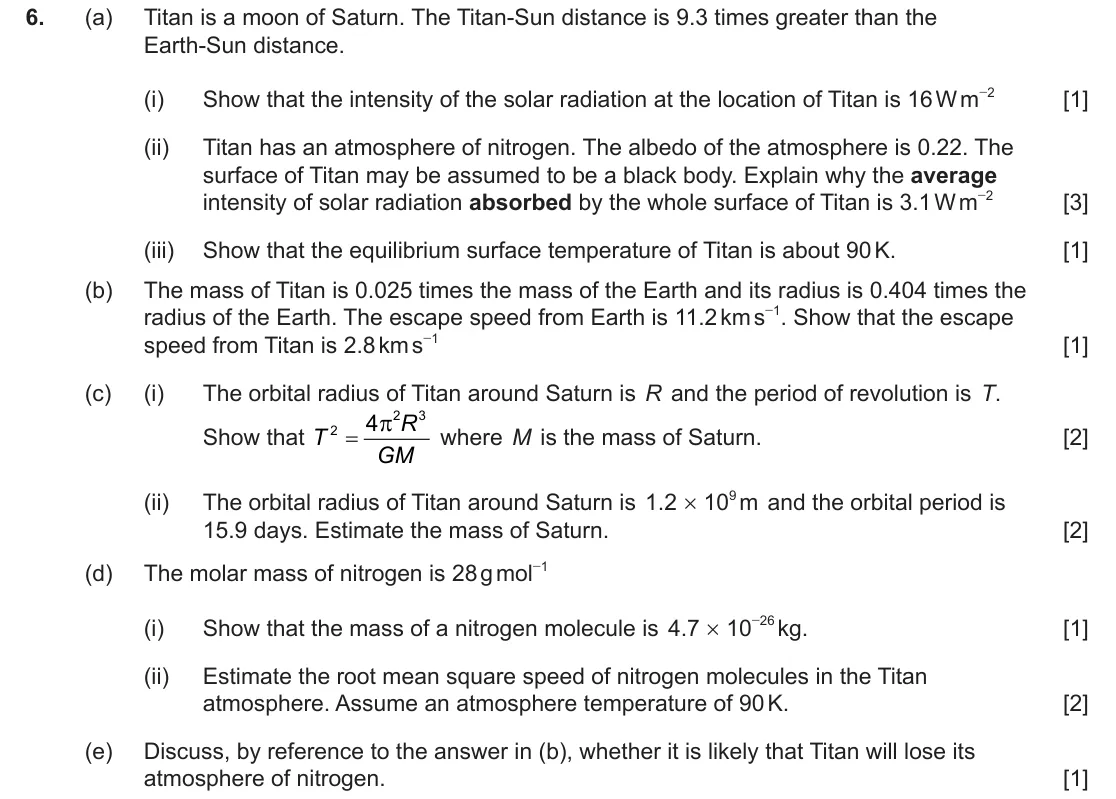 6. (a) Titan is a moon of Saturn. The Titan-Sun distance is 9.3 times greater than the
Earth-Sun distance.
(i) Show that the intensity of the solar radiation at the location of Titan is 16 W m⁻² [1]
(ii) Titan has an atmosphere of nitrogen. The albedo of the atmosphere is 0.22. The
surface of Titan may be assumed to be a black body. Explain why the average
intensity of solar radiation absorbed by the whole surface of Titan is 3.1 W m⁻² [3]
(iii) Show that the equilibrium surface temperature of Titan is about 90 K. [1]
(b) The mass of Titan is 0.025 times the mass of the Earth and its radius is 0.404 times the
radius of the Earth. The escape speed from Earth is 11.2 km s⁻¹. Show that the escape
speed from Titan is 2.8 km s⁻¹ [1]
(c) (i) The orbital radius of Titan around Saturn is R and the period of revolution is T.
Show that T² = 4π²R³/GM where M is the mass of Saturn. [2]
(ii) The orbital radius of Titan around Saturn is 1.2 × 10⁹ m and the orbital period is
15.9 days. Estimate the mass of Saturn. [2]
(d) The molar mass of nitrogen is 28 g mol⁻¹
(i) Show that the mass of a nitrogen molecule is 4.7 × 10⁻²⁶ kg. [1]
(ii) Estimate the root mean square speed of nitrogen molecules in the Titan
atmosphere. Assume an atmosphere temperature of 90 K. [2]
(e) Discuss, by reference to the answer in (b), whether it is likely that Titan will lose its
atmosphere of nitrogen. [1]